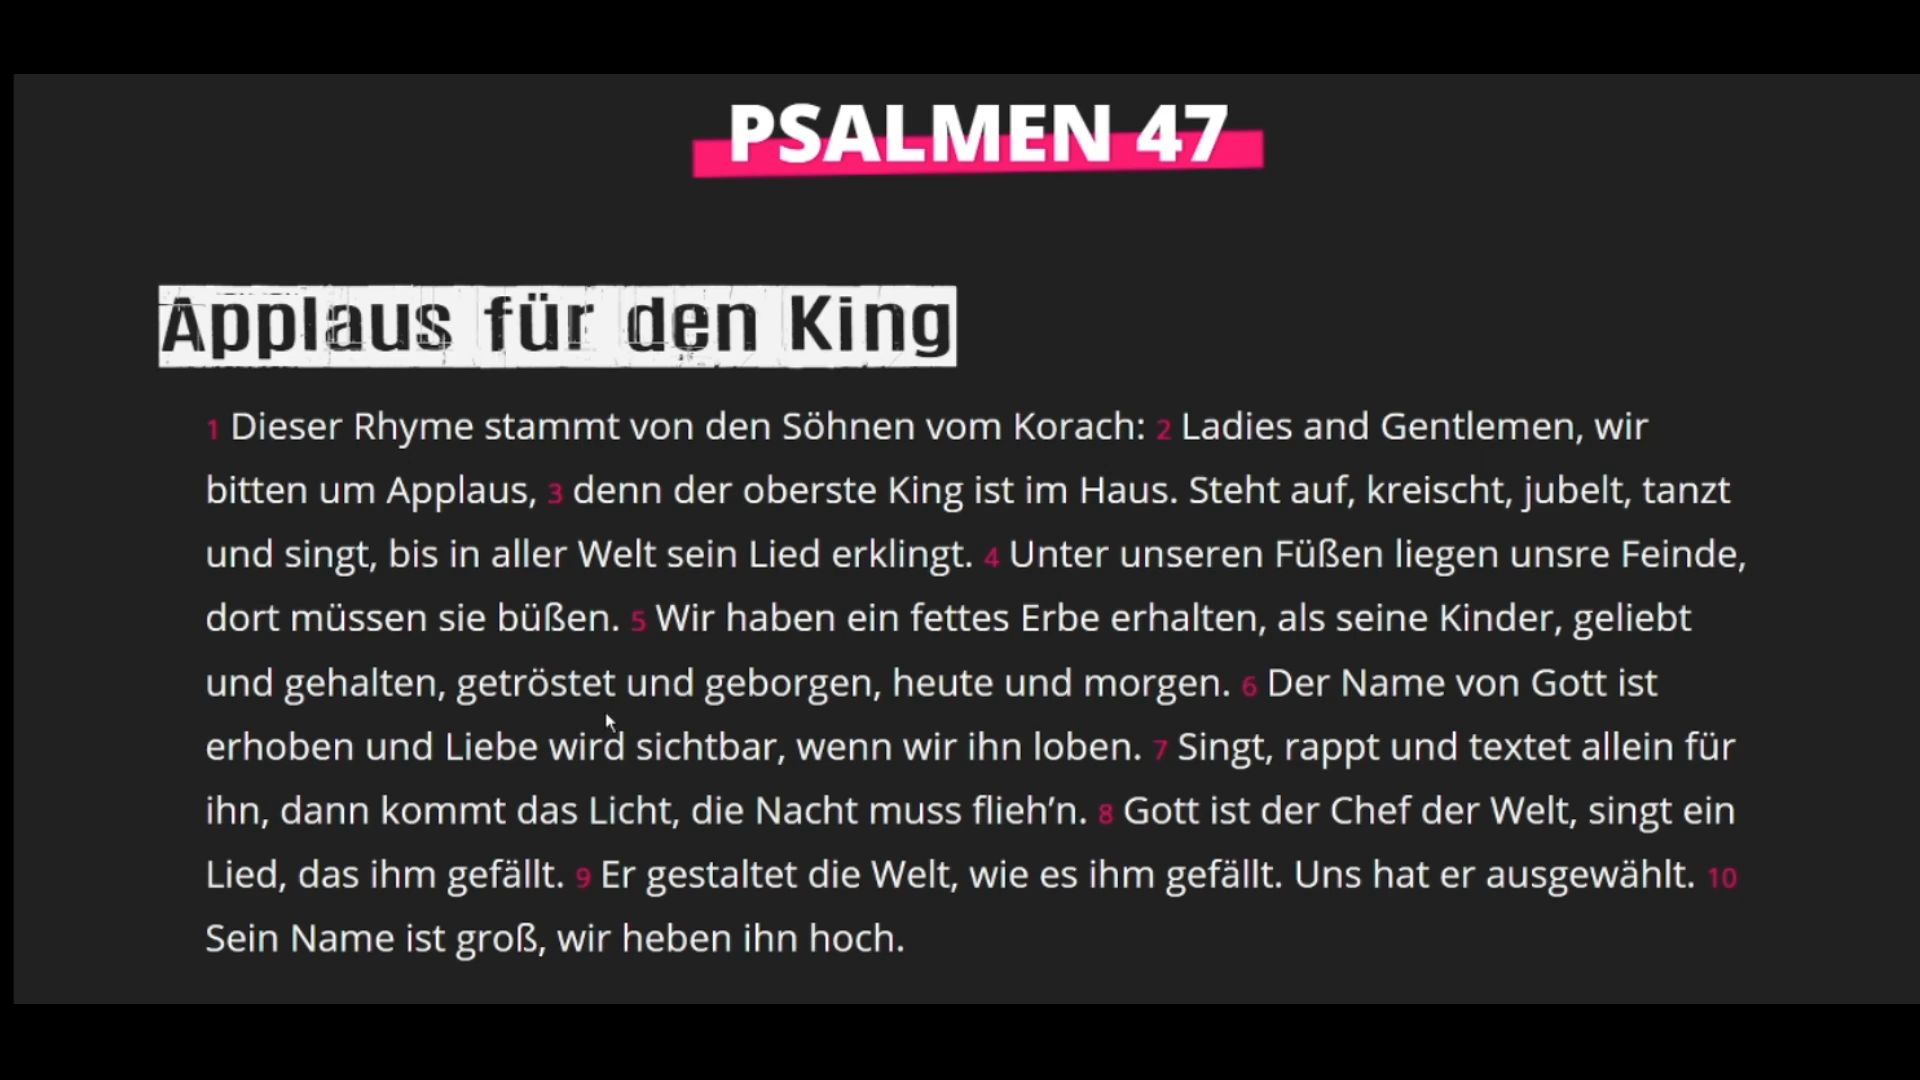 PSALMEN 47
Applaus für den King
1 Dieser Rhyme stammt von den Söhnen vom Korach: 2 Ladies and Gentlemen, wir
bitten um Applaus, 3 denn der oberste King ist im Haus. Steht auf, kreischt, jubelt, tanzt
und singt, bis in aller Welt sein Lied erklingt. 4 Unter unseren Füßen liegen unsre Feinde,
dort müssen sie büßen. 5 Wir haben ein fettes Erbe erhalten, als seine Kinder, geliebt
und gehalten, getröstet und geborgen, heute und morgen. 6 Der Name von Gott ist
erhoben und Liebe wird sichtbar, wenn wir ihn loben. 7 Singt, rappt und textet allein für
ihn, dann kommt das Licht, die Nacht muss flieh’n. 8 Gott ist der Chef der Welt, singt ein
Lied, das ihm gefällt. 9 Er gestaltet die Welt, wie es ihm gefällt. Uns hat er ausgewählt. 10
Sein Name ist groß, wir heben ihn hoch.